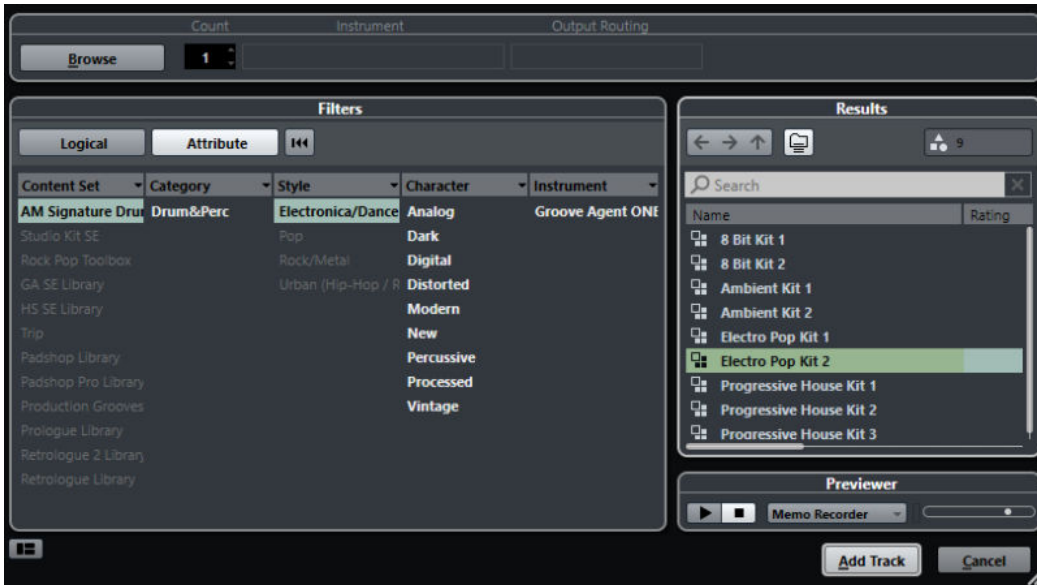 Count Instrument Output Routing
Browse 1
Filters
Logical Attribute
Content Set Category Style Character Instrument
AM Signature Drur Drum&Perc Electronica/Dance Analog Groove Agent ONE
Studio Kit SE Pop Dark
Rock Pop Toolbox Rock/Metal Digital
GA SE Library Urban (Hip-Hop / R Distorted
HS SE Library Modern
Trip New
Padshop Library Percussive
Padshop Pro Library Processed
Production Grooves Vintage
Prologue Library
Retrologue 2 Library
Retrologue Library
Results
9
Search
Name Rating
8 Bit Kit 1
8 Bit Kit 2
Ambient Kit 1
Ambient Kit 2
Electro Pop Kit 1
Electro Pop Kit 2
Progressive House Kit 1
Progressive House Kit 2
Progressive House Kit 3
Previewer
Memo Recorder
Add Track Cancel